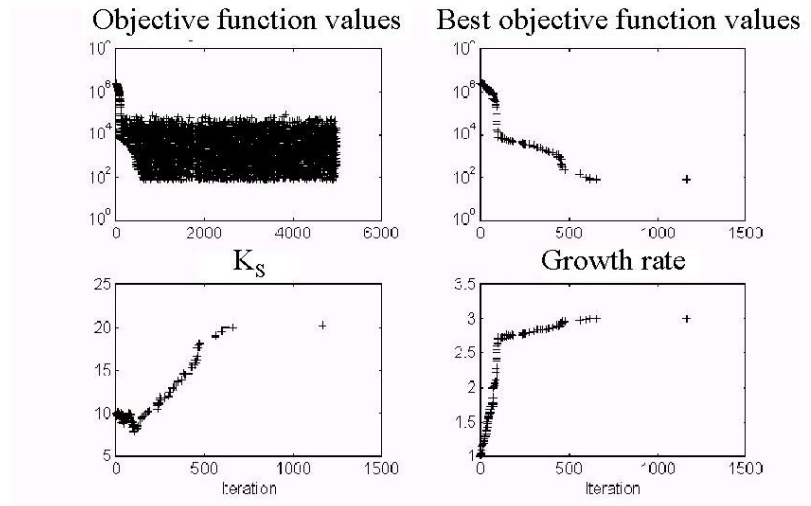 Objective function values
Best objective function values
10^6
10^8
10^4
10^2
10^0
0 2000 4000 6000
10^6
10^8
10^4
10^2
10^0
0 500 1000 1500
K_S
Growth rate
25
20
15
10
5
0 500 1000 1500
Iteration
3.5
3
2.5
2
1.5
1
0 500 1000 1500
Iteration